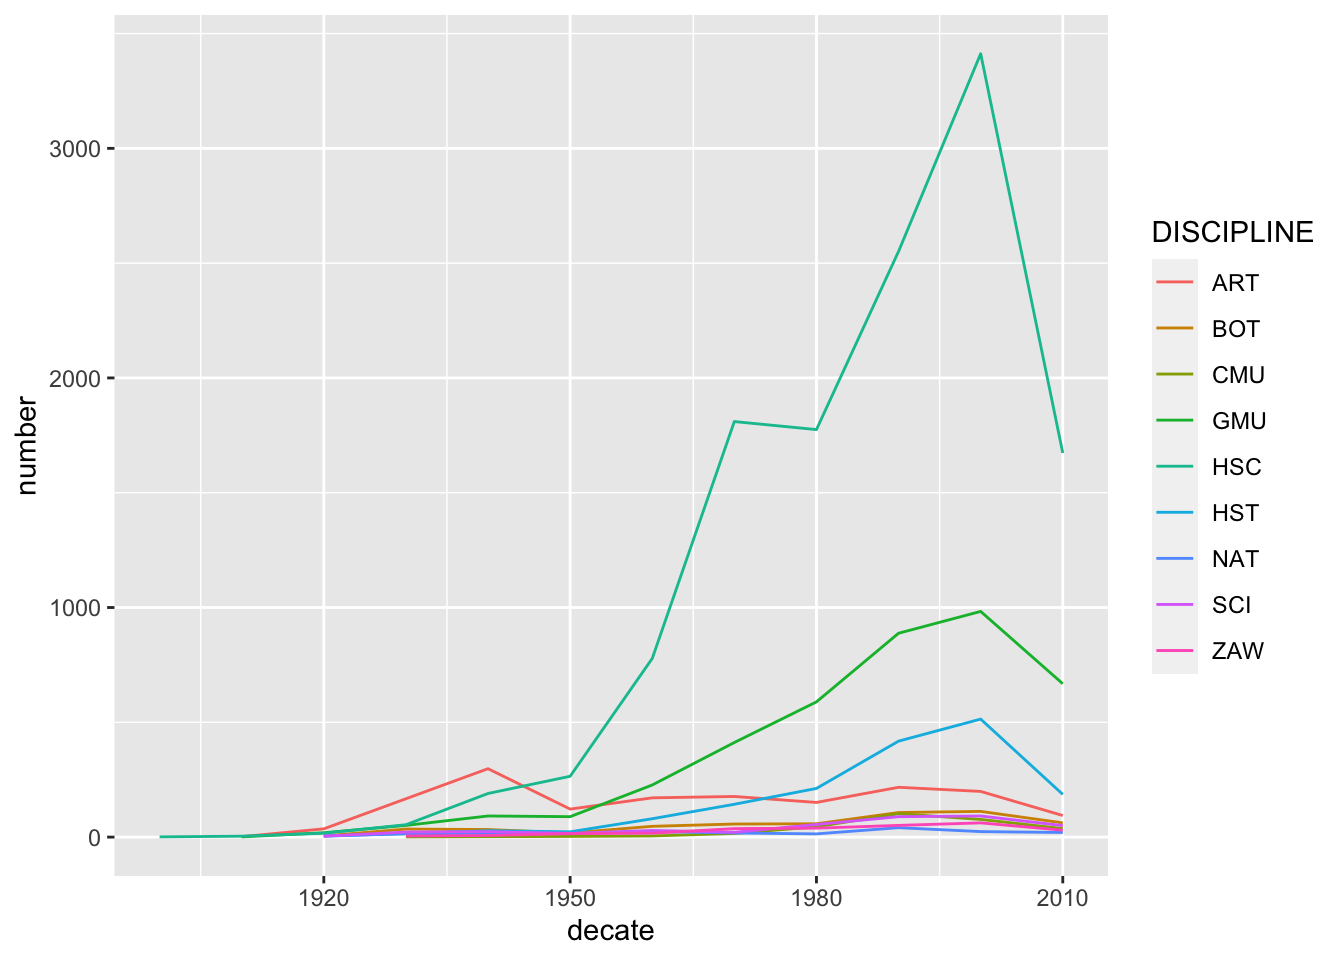 number
3000
2000
1000
0
1920 1950 1980 2010
decate
DISCIPLINE
ART
BOT
CMU
GMU
HSC
HST
NAT
SCI
ZAW